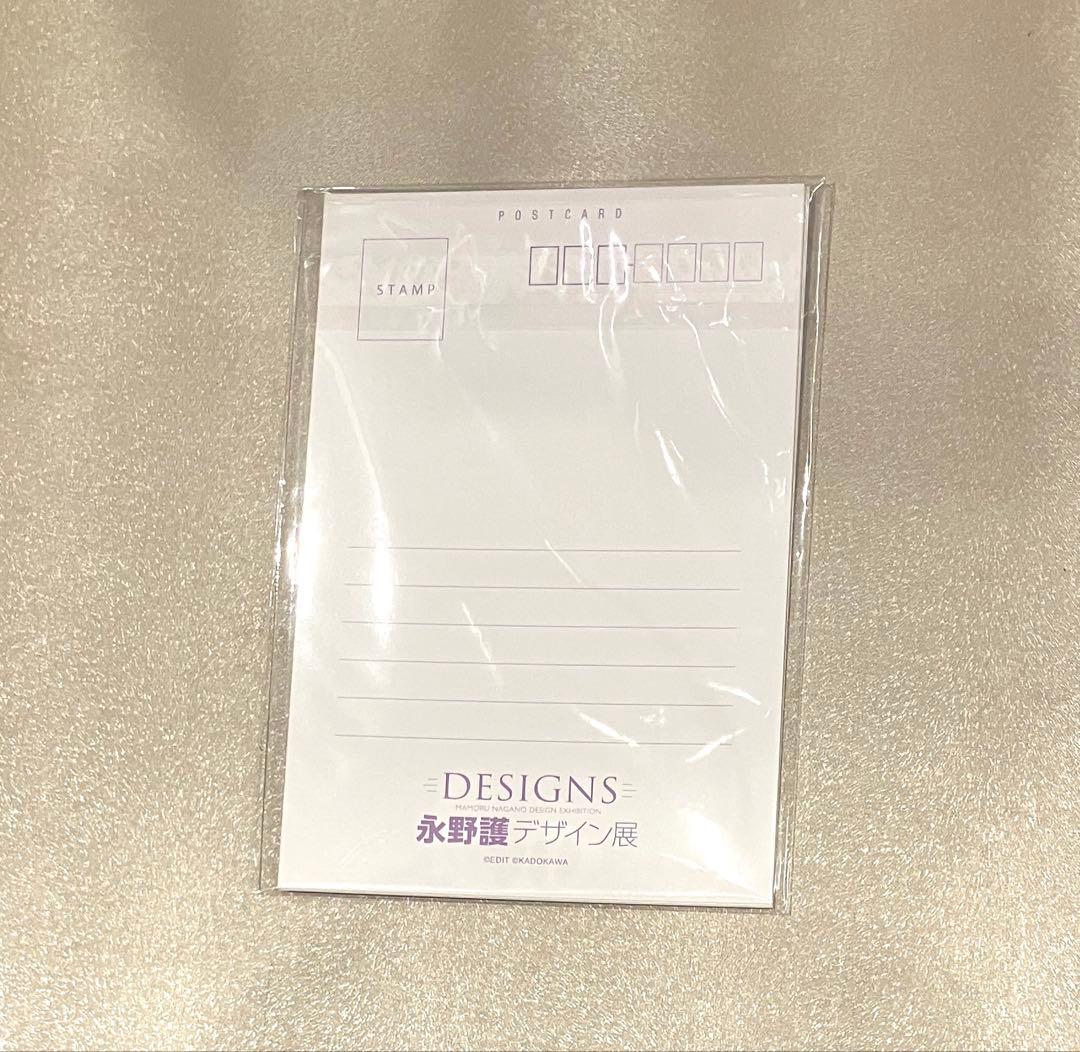 POSTCARD
STAMP
DESIGNS
MAMORU NAGANO DESIGN EXHIBITION
永野護デザイン展
©EDIT ©KADOKAWA